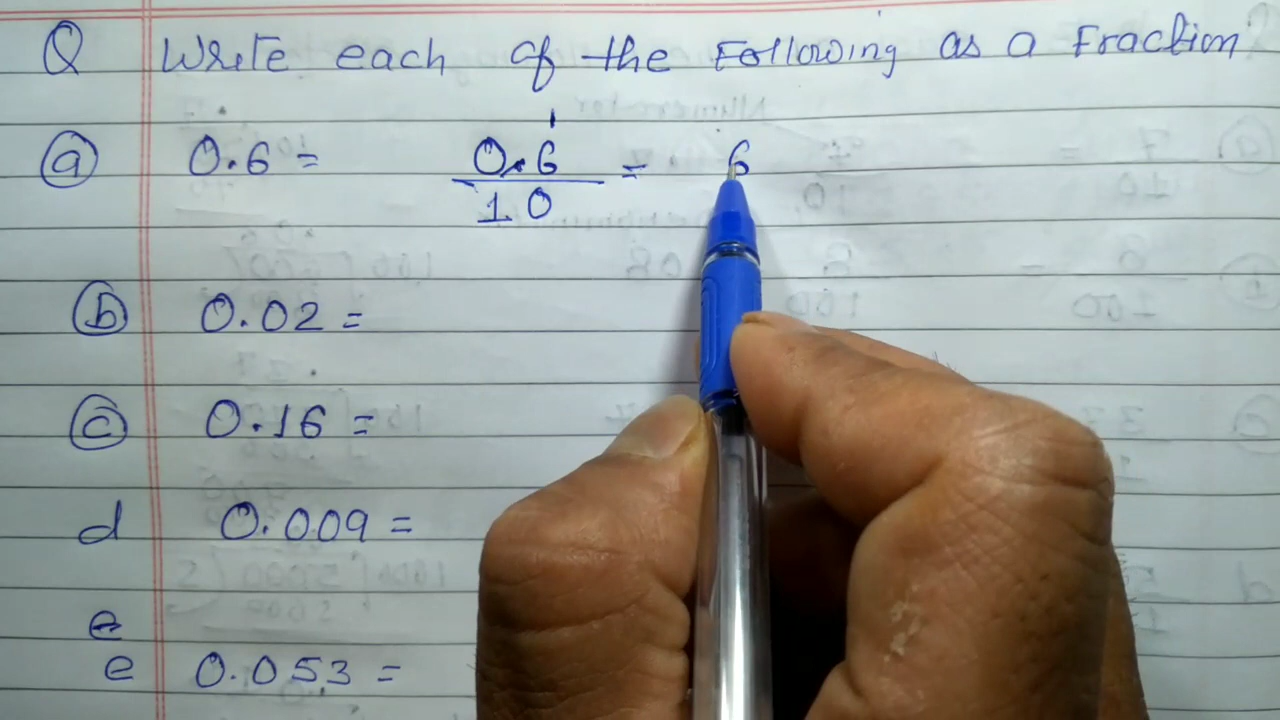 Q Write each of the Following as a Fraction
ⓐ 0.6 = 0.6/10 = 6
ⓑ 0.02 =
ⓒ 0.16 =
d 0.009 =
e
e 0.053 =